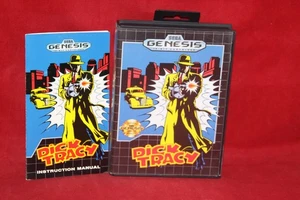 SEGA
GENESIS
DICK
TRACY
INSTRUCTION MANUAL
SEGA
GENESIS
DICK
TRACY